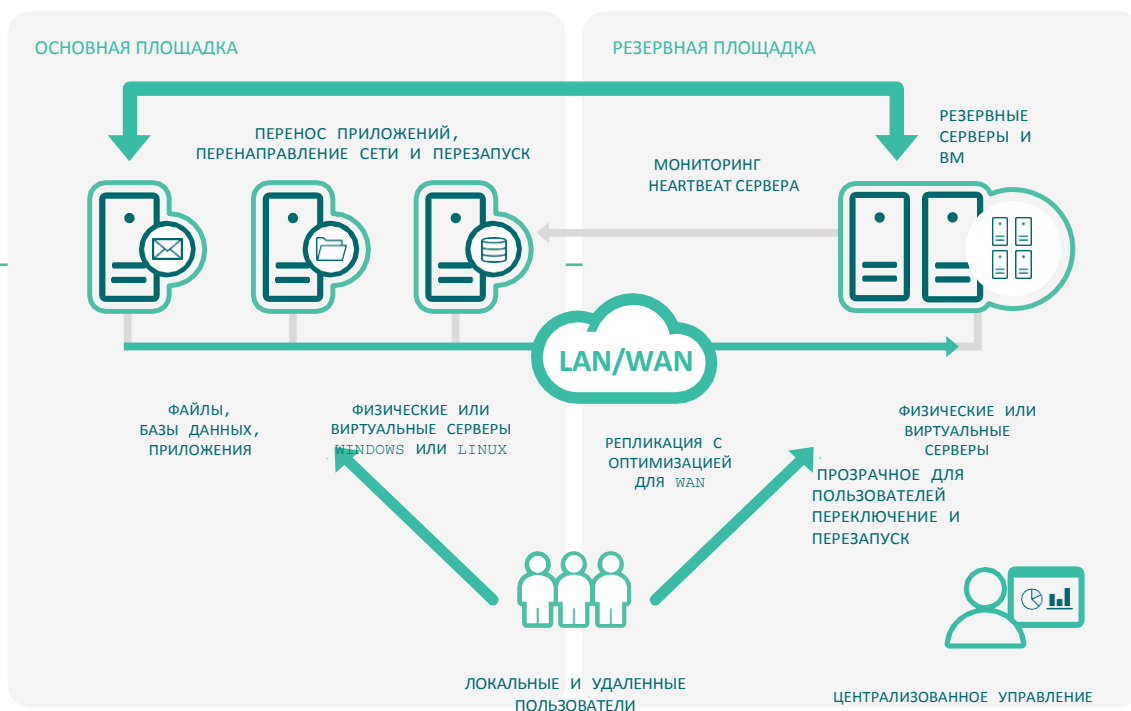 ОСНОВНАЯ ПЛОЩАДКА
РЕЗЕРВНАЯ ПЛОЩАДКА
ПЕРЕНОС ПРИЛОЖЕНИЙ,
ПЕРЕНАПРАВЛЕНИЕ СЕТИ И ПЕРЕЗАПУСК
МОНИТОРИНГ
HEARTBEAT СЕРВЕРА
РЕЗЕРВНЫЕ
СЕРВЕРЫ И
ВМ
LAN/WAN
ФАЙЛЫ,
БАЗЫ ДАННЫХ,
ПРИЛОЖЕНИЯ
ФИЗИЧЕСКИЕ ИЛИ
ВИРТУАЛЬНЫЕ СЕРВЕРЫ
WINDOWS ИЛИ LINUX
РЕПЛИКАЦИЯ С
ОПТИМИЗАЦИЕЙ
ДЛЯ WAN
ФИЗИЧЕСКИЕ ИЛИ
ВИРТУАЛЬНЫЕ
СЕРВЕРЫ
ПРОЗРАЧНОЕ ДЛЯ
ПОЛЬЗОВАТЕЛЕЙ
ПЕРЕКЛЮЧЕНИЕ И
ПЕРЕЗАПУСК
ЛОКАЛЬНЫЕ И УДАЛЕННЫЕ
ПОЛЬЗОВАТЕЛИ
ЦЕНТРАЛИЗОВАННОЕ УПРАВЛЕНИЕ